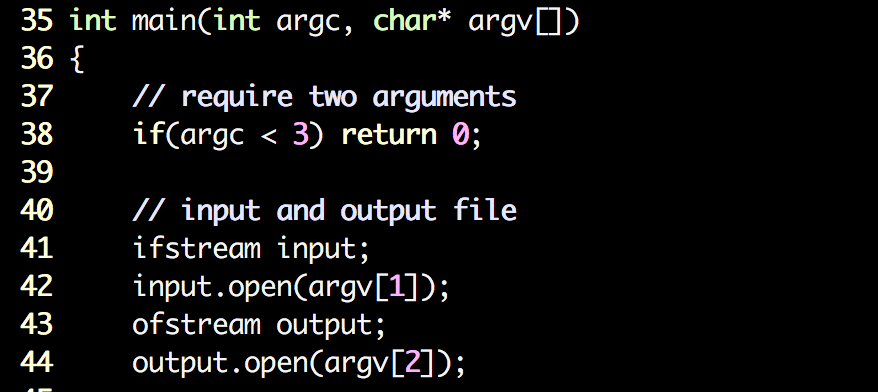 35 int main(int argc, char* argv[])
36 {
37     // require two arguments
38     if(argc < 3) return 0;
39
40     // input and output file
41     ifstream input;
42     input.open(argv[1]);
43     ofstream output;
44     output.open(argv[2]);